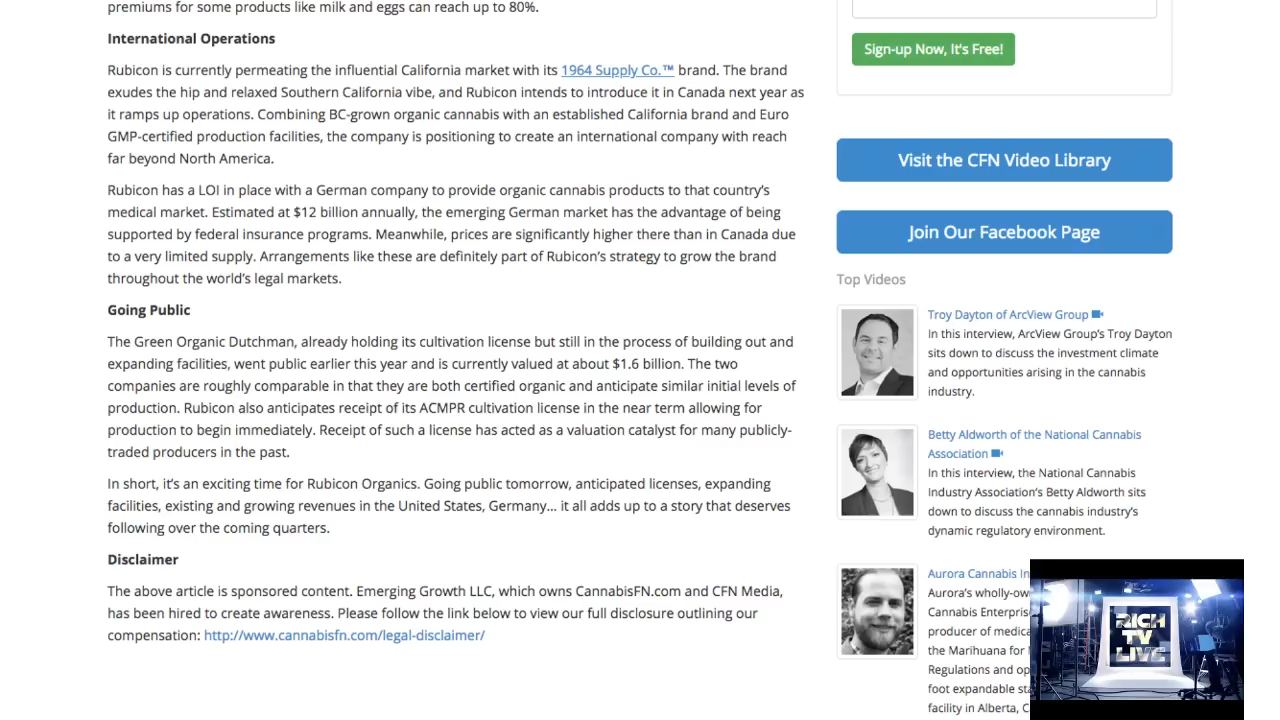 premiums for some products like milk and eggs can reach up to 80%.
International Operations
Rubicon is currently permeating the influential California market with its 1964 Supply Co.™ brand. The brand
exudes the hip and relaxed Southern California vibe, and Rubicon intends to introduce it in Canada next year as
it ramps up operations. Combining BC-grown organic cannabis with an established California brand and Euro
GMP-certified production facilities, the company is positioning to create an international company with reach
far beyond North America.
Rubicon has a LOI in place with a German company to provide organic cannabis products to that country's
medical market. Estimated at $12 billion annually, the emerging German market has the advantage of being
supported by federal insurance programs. Meanwhile, prices are significantly higher there than in Canada due
to a very limited supply. Arrangements like these are definitely part of Rubicon's strategy to grow the brand
throughout the world's legal markets.
Going Public
The Green Organic Dutchman, already holding its cultivation license but still in the process of building out and
expanding facilities, went public earlier this year and is currently valued at about $1.6 billion. The two
companies are roughly comparable in that they are both certified organic and anticipate similar initial levels of
production. Rubicon also anticipates receipt of its ACMPR cultivation license in the near term allowing for
production to begin immediately. Receipt of such a license has acted as a valuation catalyst for many publicly-
traded producers in the past.
In short, it's an exciting time for Rubicon Organics. Going public tomorrow, anticipated licenses, expanding
facilities, existing and growing revenues in the United States, Germany... it all adds up to a story that deserves
following over the coming quarters.
Disclaimer
The above article is sponsored content. Emerging Growth LLC, which owns CannabisFN.com and CFN Media,
has been hired to create awareness. Please follow the link below to view our full disclosure outlining our
compensation: http://www.cannabisfn.com/legal-disclaimer/
Sign-up Now, It's Free!
Visit the CFN Video Library
Join Our Facebook Page
Top Videos
Troy Dayton of ArcView Group
In this interview, ArcView Group's Troy Dayton
sits down to discuss the investment climate
and opportunities arising in the cannabis
industry.
Betty Aldworth of the National Cannabis
Association
In this interview, the National Cannabis
Industry Association's Betty Aldworth sits
down to discuss the cannabis industry's
dynamic regulatory environment.
Aurora Cannabis In
Aurora's wholly-ow
Cannabis Enterpris
producer of medica
the Marihuana for
Regulations and op
foot expandable sta
facility in Alberta, C
RICH
TV
LIVE